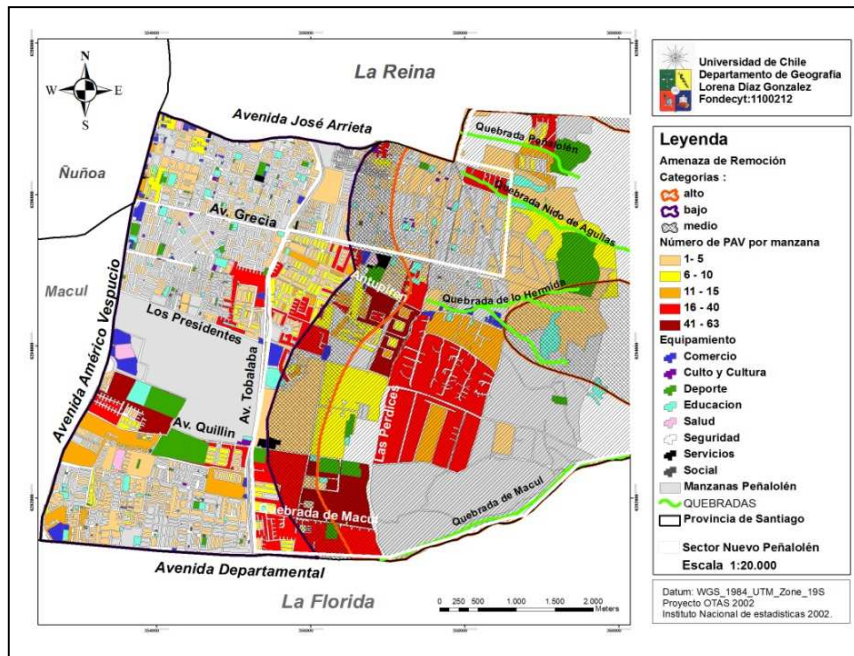 La Reina
N
W
E
S
Avenida José Arrieta
Quebrada Peñalolén
Ñuñoa
Quebrada Nido de Aguilas
Av. Grecia
Macul
Antupiren
Quebrada de lo Hermida
Los Presidentes
Avenida Américo Vespucio
Av. Tobalaba
Las Perdices
Av. Quillin
Quebrada de Macul
Quebrada de Macul
Avenida Departamental
La Florida
0 250 500 1.000 1.500 2.000
Meters
Universidad de Chile
Departamento de Geografia
Lorena Díaz Gonzalez
Fondecyt:1100212
Leyenda
Amenaza de Remoción
Categorías :
alto
bajo
medio
Número de PAV por manzana
1- 5
6 - 10
11 - 15
16 - 40
41 - 63
Equipamiento
Comercio
Culto y Cultura
Deporte
Educacion
Salud
Seguridad
Servicios
Social
Manzanas Peñalolén
QUEBRADAS
Provincia de Santiago
Sector Nuevo Peñalolén
Escala 1:20.000
Datum: WGS_1984_UTM_Zone_19S
Proyecto OTAS 2002
Instituto Nacional de estadisticas 2002.